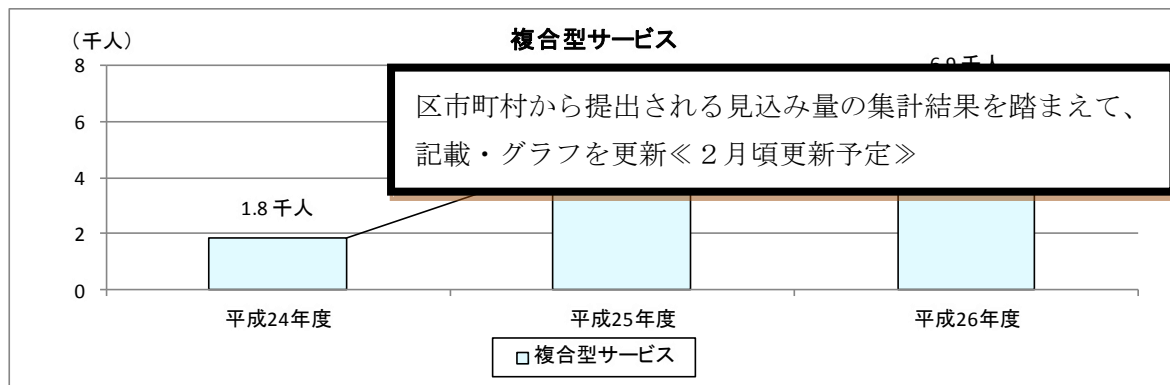 （千人）
複合型サービス
8
6
4
2
0
区市町村から提出される見込み量の集計結果を踏まえて、
記載・グラフを更新≪２月頃更新予定≫
1.8 千人
平成24年度
平成25年度
平成26年度
複合型サービス